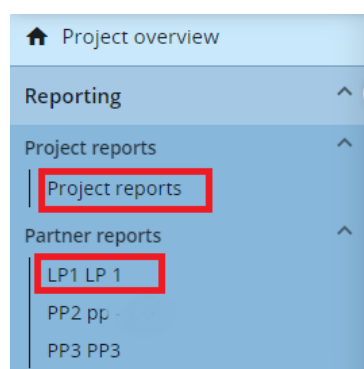 Project overview
Reporting
Project reports
Project reports
Partner reports
LP1 LP 1
PP2 pp -
PP3 PP3